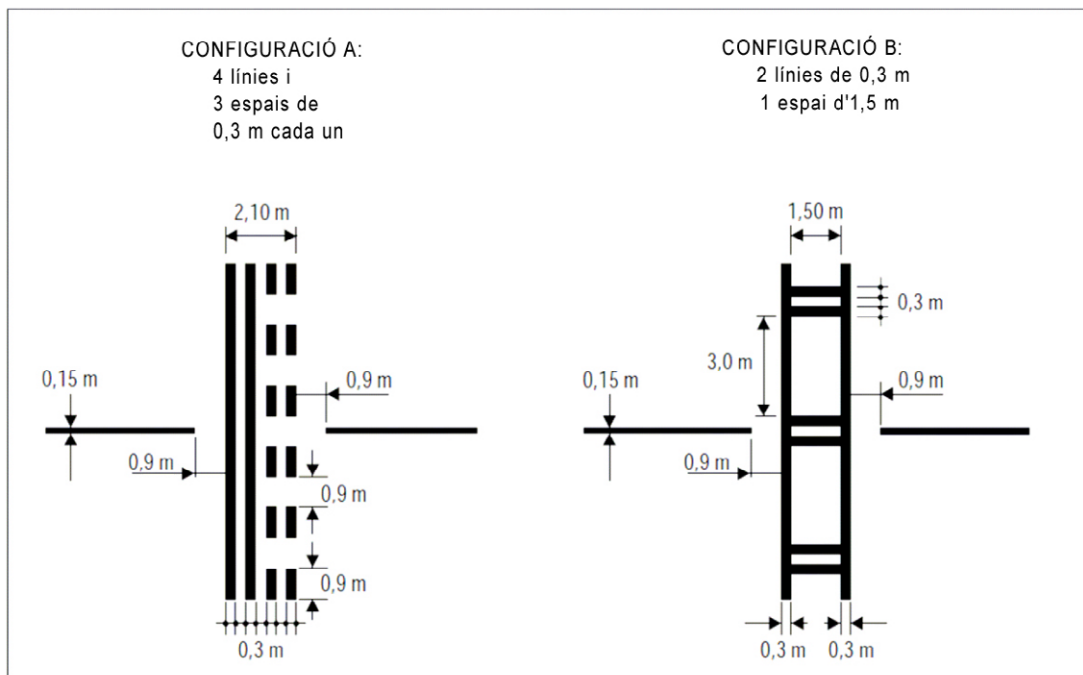 CONFIGURACIÓ A:
4 línies i
3 espais de
0,3 m cada un
2,10 m
0,15 m
0,9 m
0,9 m
0,9 m
0,9 m
0,3 m
CONFIGURACIÓ B:
2 línies de 0,3 m
1 espai d'1,5 m
1,50 m
0,3 m
3,0 m
0,15 m
0,9 m
0,9 m
0,3 m
0,3 m